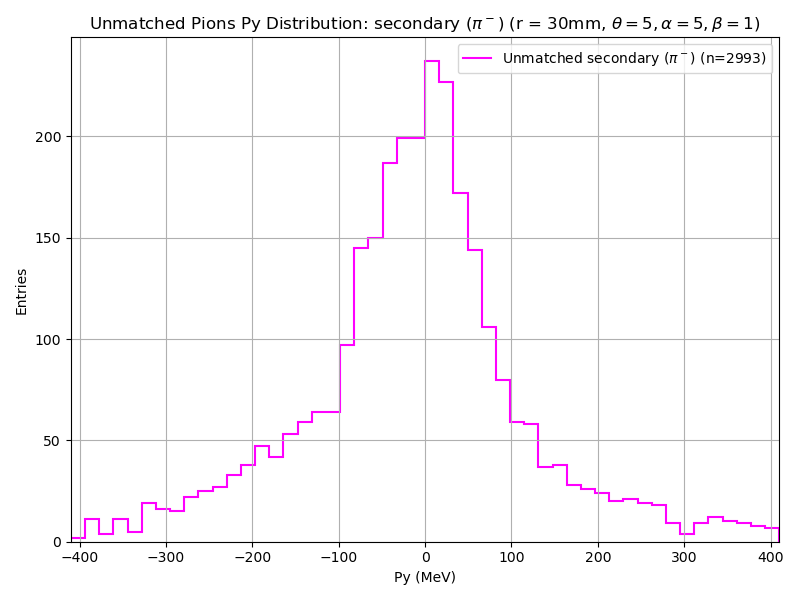 Unmatched Pions Py Distribution: secondary (π⁻) (r = 30mm, θ = 5, α = 5, β = 1)
Unmatched secondary (π⁻) (n=2993)
200
150
100
50
0
Entries
−400 −300 −200 −100 0 100 200 300 400
Py (MeV)